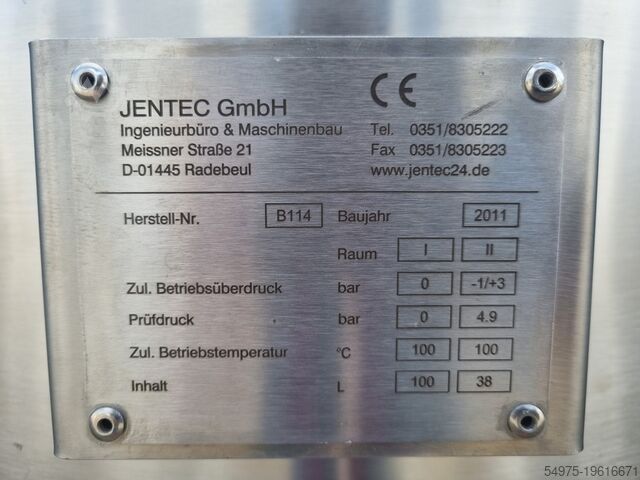 JENTEC GmbH CE
Ingenieurbüro & Maschinenbau Tel. 0351/8305222
Meissner Straße 21 Fax 0351/8305223
D-01445 Radebeul www.jentec24.de
Herstell-Nr. B114 Baujahr 2011
Raum I II
Zul. Betriebsüberdruck bar 0 -1/+3
Prüfdruck bar 0 4.9
Zul. Betriebstemperatur °C 100 100
Inhalt L 100 38
54975-19616671